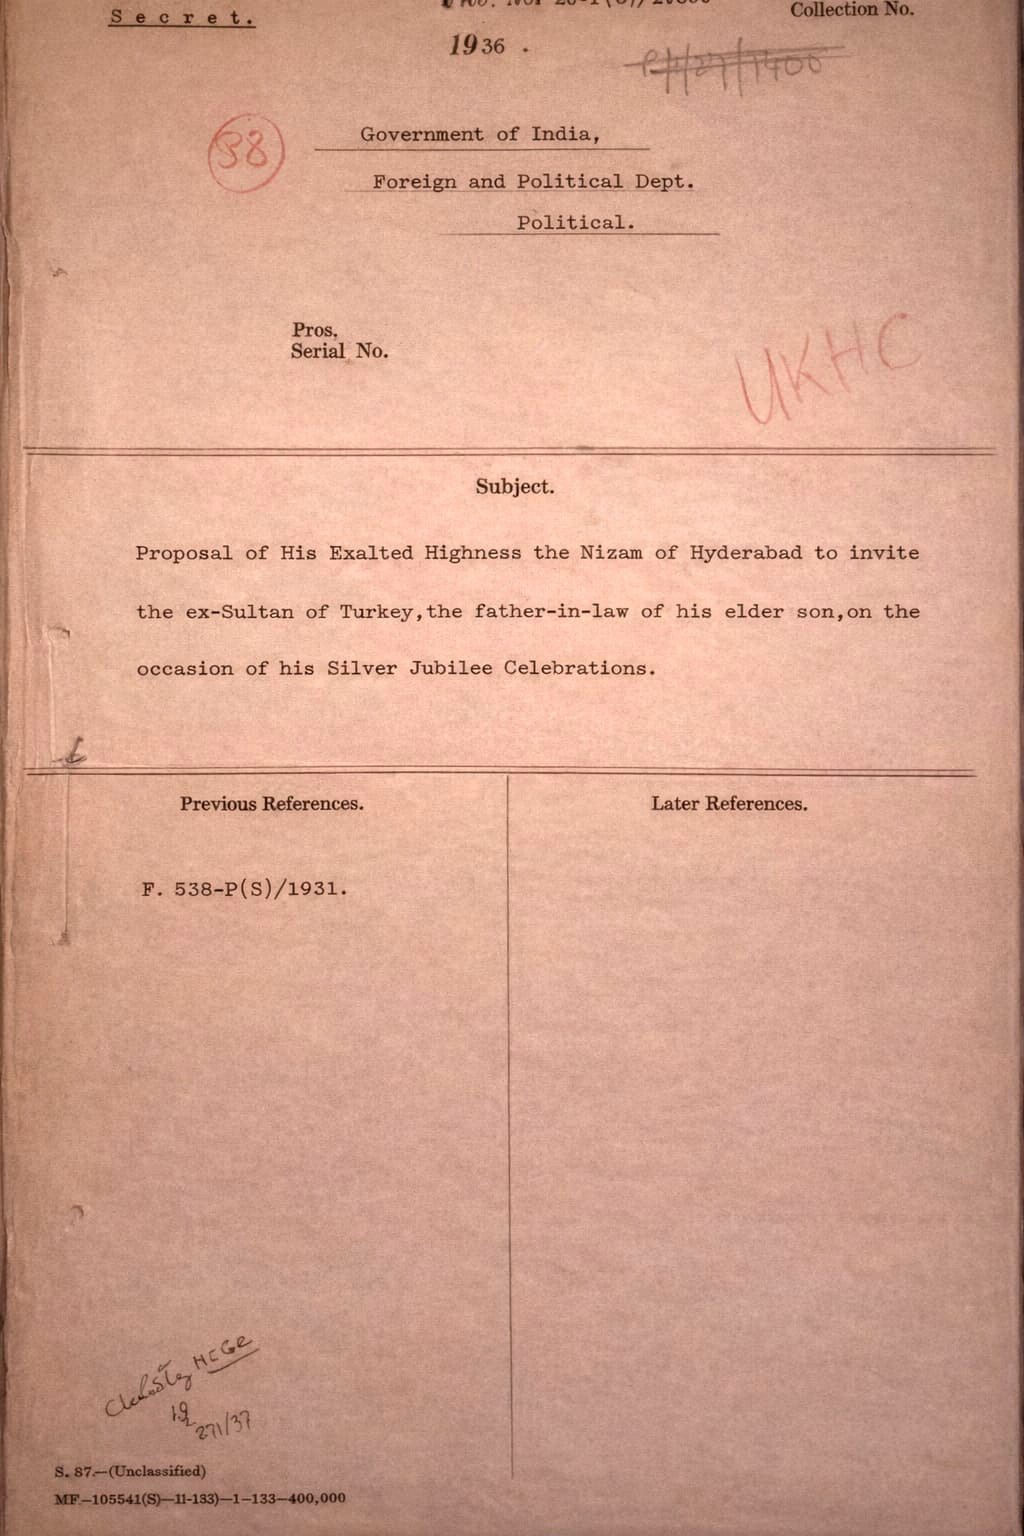 Secret.
Collection No.
1936 .
38
Government of India,
Foreign and Political Dept.
Political.
Pros.
Serial No.
UKHC
Subject.
Proposal of His Exalted Highness the Nizam of Hyderabad to invite
the ex-Sultan of Turkey,the father-in-law of his elder son,on the
occasion of his Silver Jubilee Celebrations.
Previous References.
Later References.
F. 538-P(S)/1931.
S. 87.—(Unclassified)
MF—105541(S)—11-133)—1—133—400,000